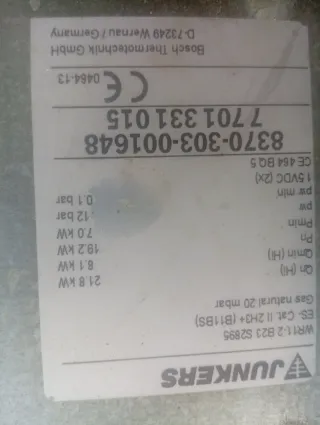 JUNKERS
WR11-2 B23 S2895
ES- Cat. II 2H3+ (B11BS)
Gas natural 20 mbar
Qn (Hi) 21.8 kW
Qmin (Hi) 8.1 kW
Pn 19.2 kW
Pmin 7.0 kW
pw 12 bar
pw min. 0.1 bar
1.5VDC (2x)
CE 464 BQ 5
8370-303-001648
7 701 331 015
CE 0464-13
Bosch Thermotechnik GmbH
D-73249 Wernau / Germany